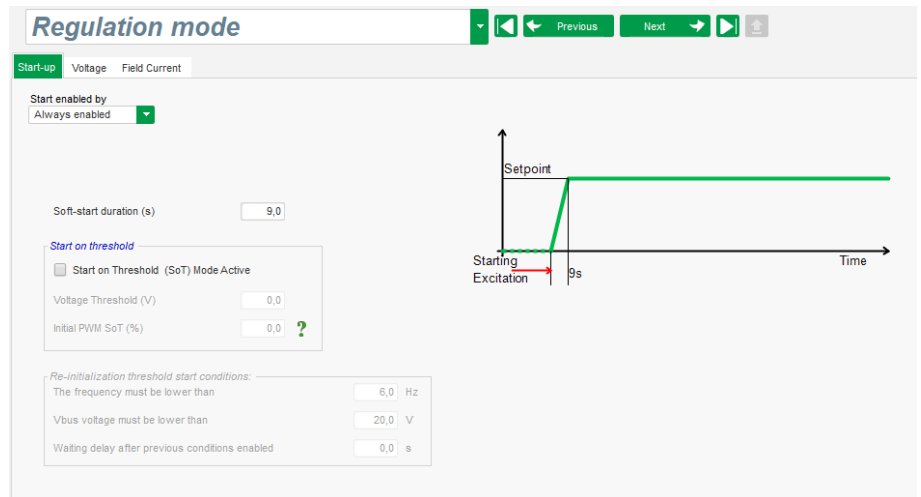 Regulation mode
Previous
Next
Start-up
Voltage
Field Current
Start enabled by
Always enabled
Setpoint
Soft-start duration (s)
9,0
Start on threshold
Starting
Time
Start on Threshold (SoT) Mode Active
Excitation
9s
Voltage Threshold (V)
0,0
Initial PWM SoT (%)
0,0
?
Re-initialization threshold start conditions:
The frequency must be lower than
6,0 Hz
Vbus voltage must be lower than
20,0 V
Waiting delay after previous conditions enabled
0,0 s